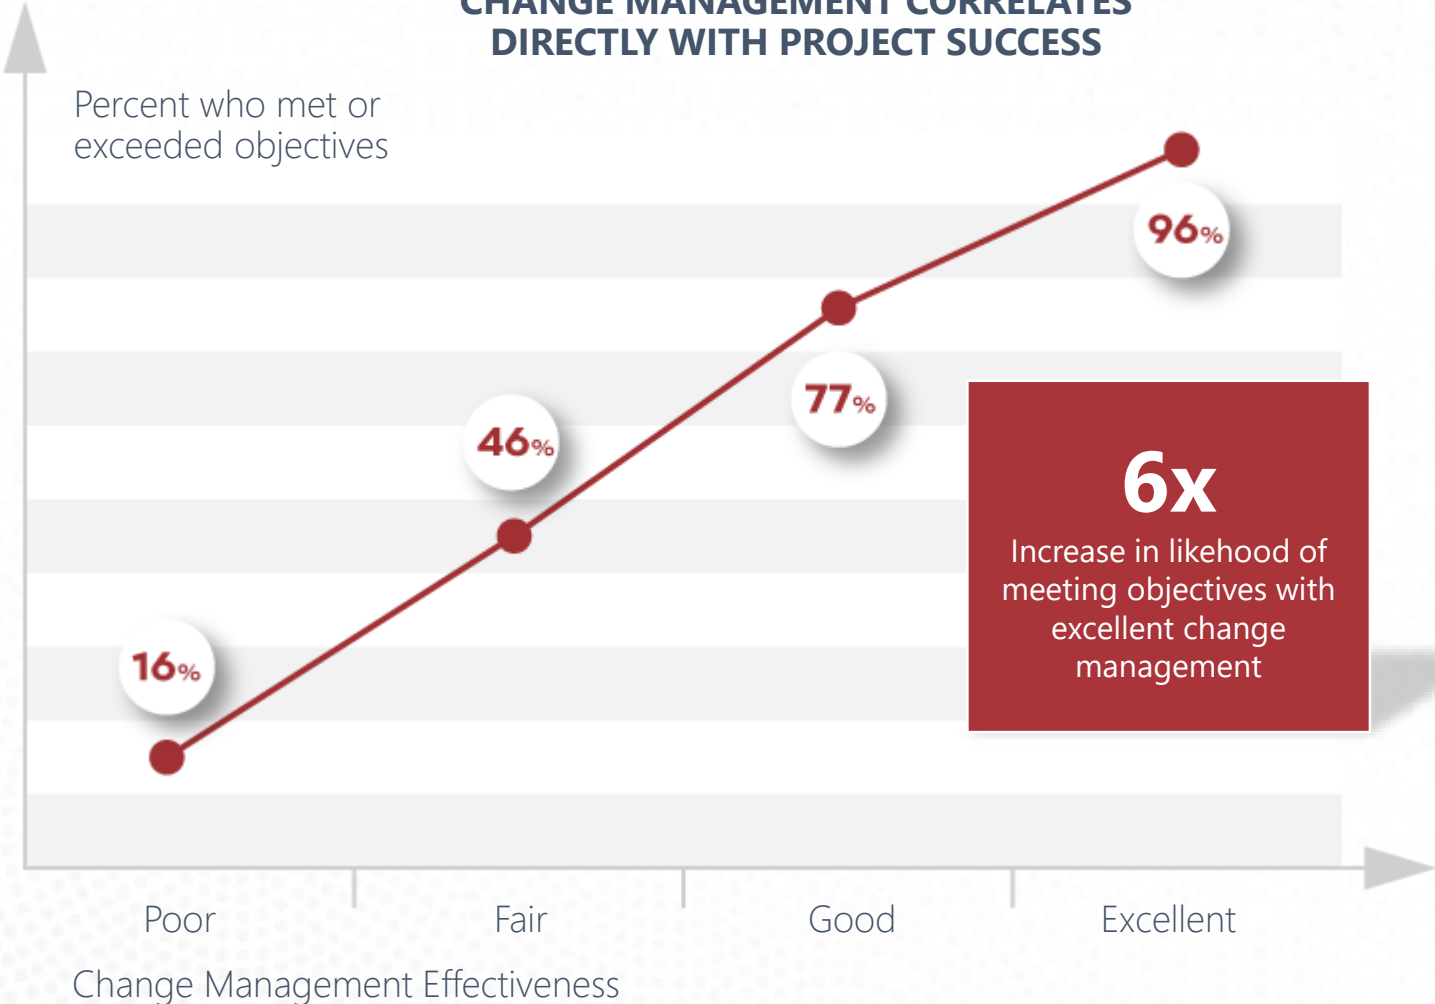 CHANGE MANAGEMENT CORRELATES
DIRECTLY WITH PROJECT SUCCESS
Percent who met or
exceeded objectives
96%
77%
46%
16%
6x
Increase in likehood of
meeting objectives with
excellent change
management
Poor
Fair
Good
Excellent
Change Management Effectiveness